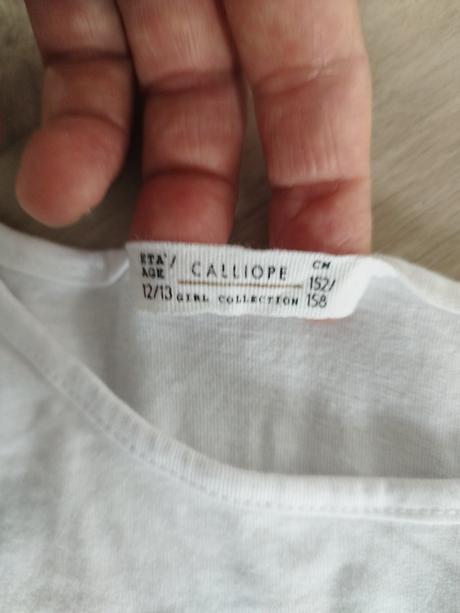 ETA'/
AGE
12/13
CALLIOPE
GIRL COLLECTION
CM
152/
158